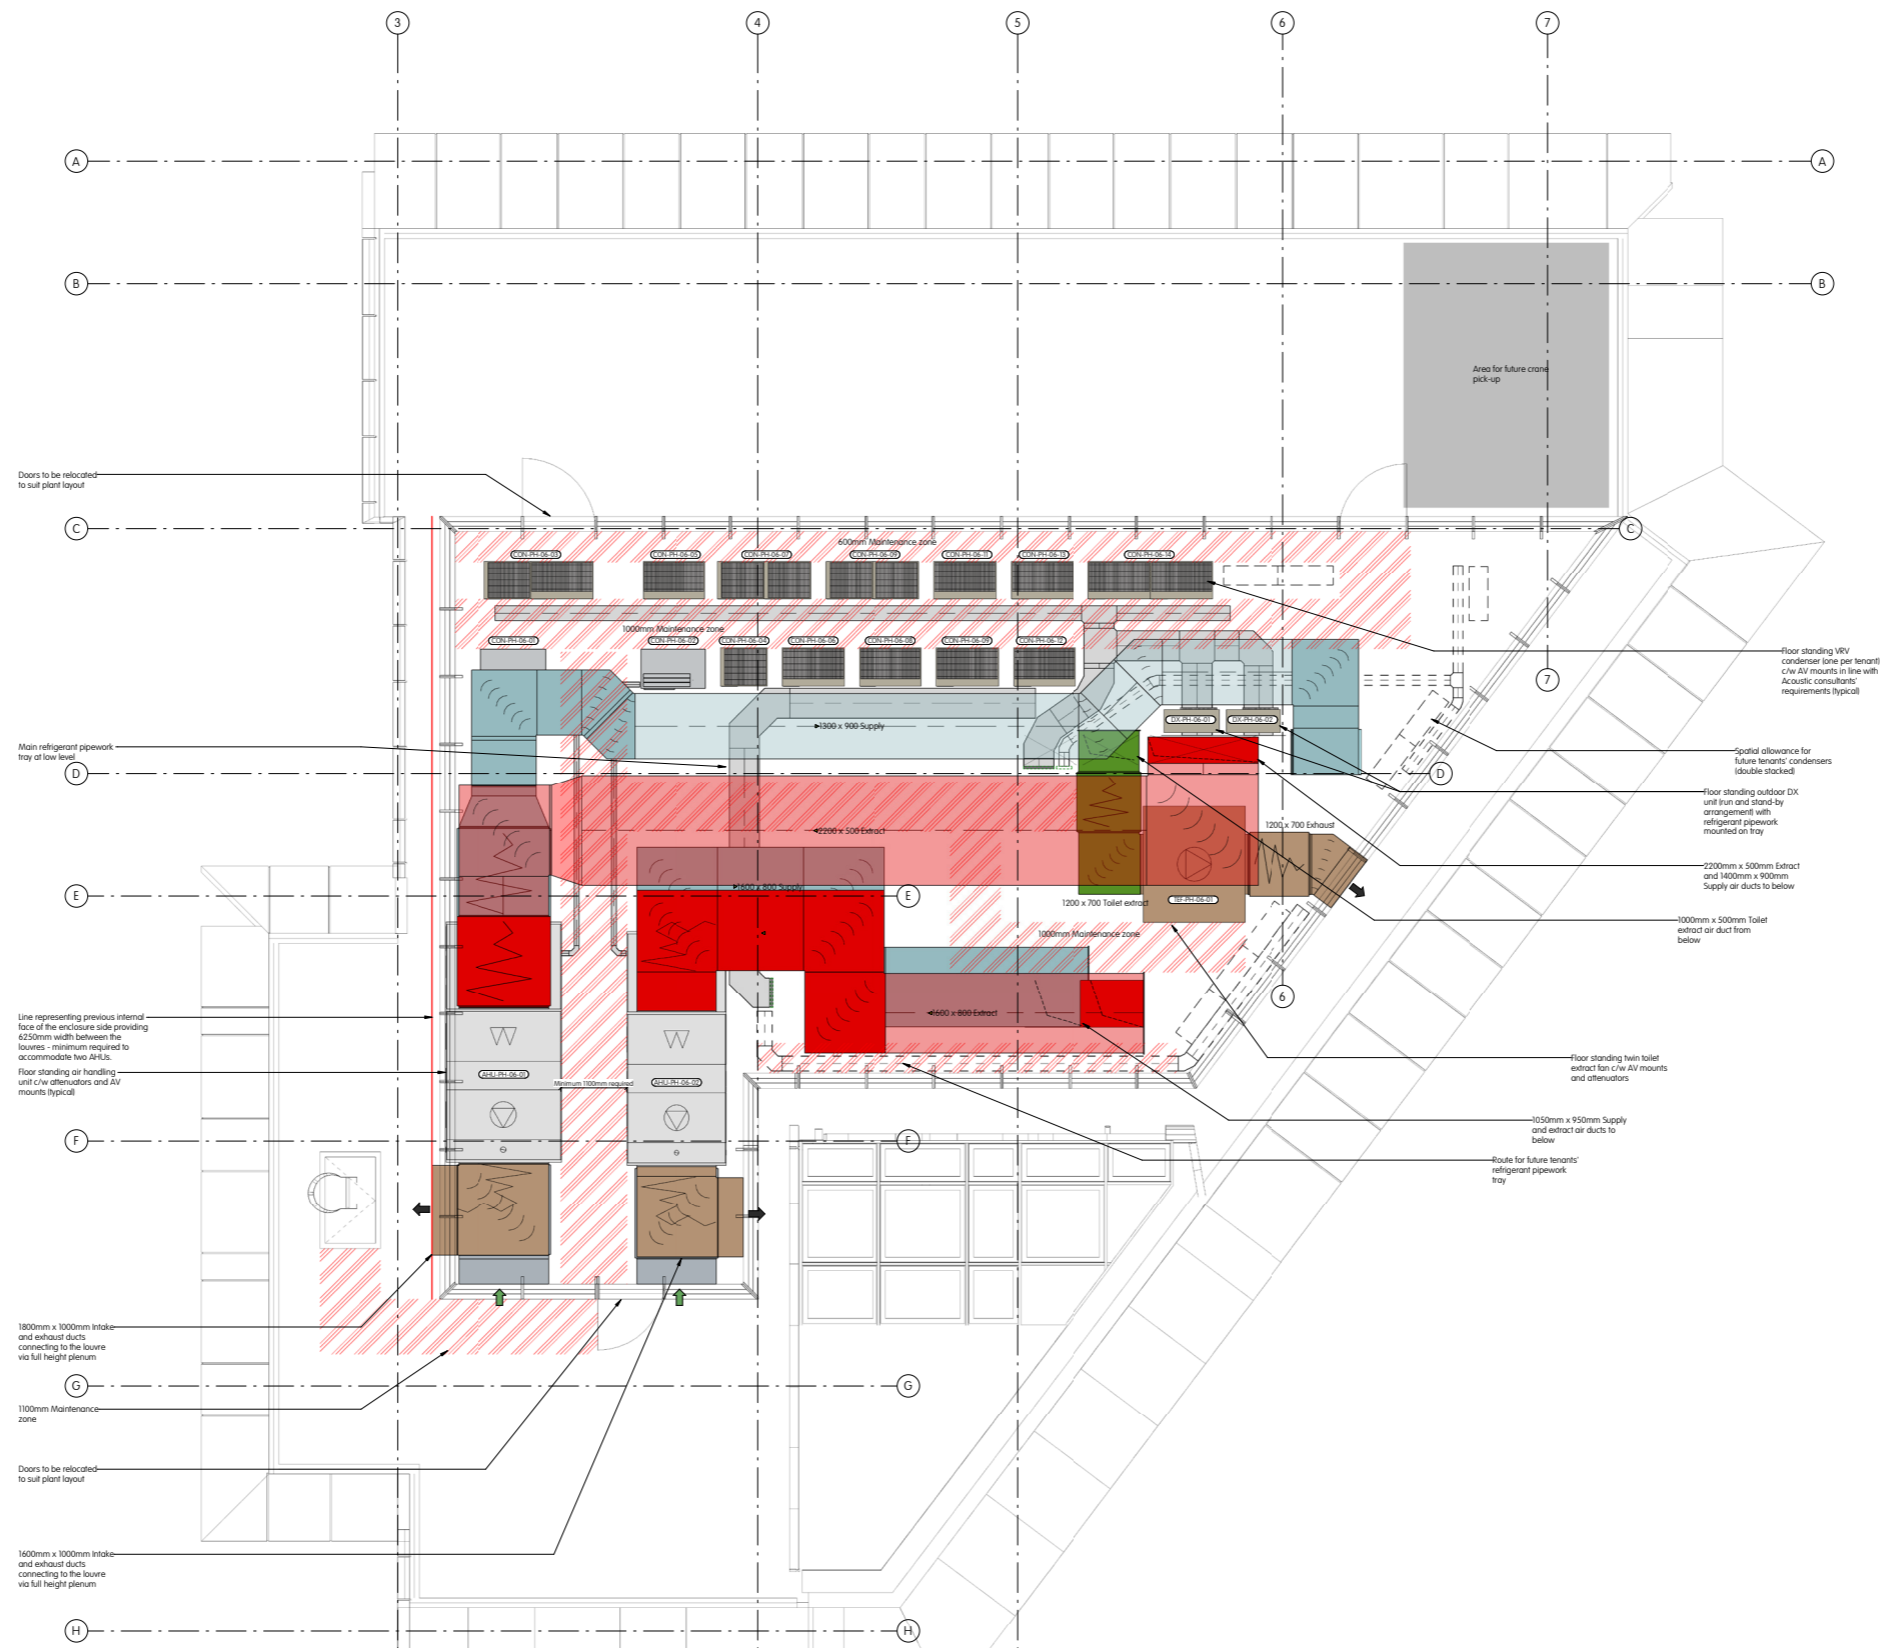 3 4 5 6 7
A A
B B
Area for future crane
pick-up
Doors to be relocated
to suit plant layout
C C
600mm Maintenance zone
CON-PH-06-03 CON-PH-06-05 CON-PH-06-07 CON-PH-06-09 CON-PH-06-11 CON-PH-06-13 CON-PH-06-14
1000mm Maintenance zone
CON-PH-06-01 CON-PH-06-02 CON-PH-06-04 CON-PH-06-06 CON-PH-06-08 CON-PH-06-09 CON-PH-06-12
Floor standing VRV
condenser (one per tenant)
c/w AV mounts in line with
Acoustic consultants'
requirements (typical)
7
DX-PH-06-01 DX-PH-06-02
1300 x 900 Supply
Main refrigerant pipework
tray at low level
Spatial allowance for
future tenants' condensers
(double stacked)
D D
Floor standing outdoor DX
unit (run and stand-by
arrangement) with
refrigerant pipework
mounted on tray
2200 x 500 Extract
1200 x 700 Exhaust
2200mm x 500mm Extract
and 1400mm x 900mm
Supply air ducts to below
1600 x 800 Supply
E E
1200 x 700 Toilet extract
TEF-PH-06-01
1000mm x 500mm Toilet
extract air duct from
below
1000mm Maintenance zone
6
1600 x 800 Extract
Line representing previous internal
face of the enclosure side providing
6250mm width between the
louvres - minimum required to
accommodate two AHUs.
Floor standing air handling
unit c/w attenuators and AV
mounts (typical)
AHU-PH-06-01
Minimum 1100mm required
AHU-PH-06-02
Floor standing twin toilet
extract fan c/w AV mounts
and attenuators
1050mm x 950mm Supply
and extract air ducts to
below
F F
Route for future tenants'
refrigerant pipework
tray
1800mm x 1000mm Intake
and exhaust ducts
connecting to the louvre
via full height plenum
G G
1100mm Maintenance
zone
Doors to be relocated
to suit plant layout
1600mm x 1000mm Intake
and exhaust ducts
connecting to the louvre
via full height plenum
H H